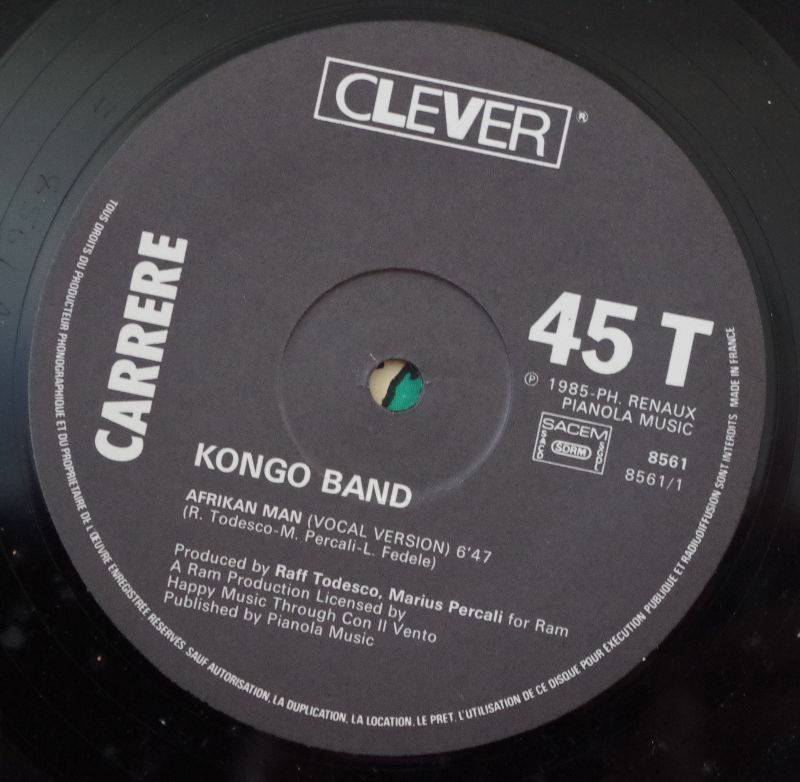 CLEVER®
CARRERE
45 T
℗ 1985-PH. RENAUX
PIANOLA MUSIC
SACEM
SACD SDRM SGDL
8561
8561/1
KONGO BAND
AFRIKAN MAN (VOCAL VERSION) 6'47
(R. Todesco-M. Percali-L. Fedele)
Produced by Raff Todesco, Marius Percali for Ram
A Ram Production Licensed by
Happy Music Through Con Il Vento
Published by Pianola Music
TOUS DROITS DU PRODUCTEUR PHONOGRAPHIQUE ET DU PROPRIETAIRE DE L'ŒUVRE ENREGISTREE RESERVES SAUF AUTORISATION, LA DUPLICATION, LA LOCATION, LE PRET, L'UTILISATION DE CE DISQUE POUR EXECUTION PUBLIQUE ET RADIODIFFUSION SONT INTERDITS MADE IN FRANCE